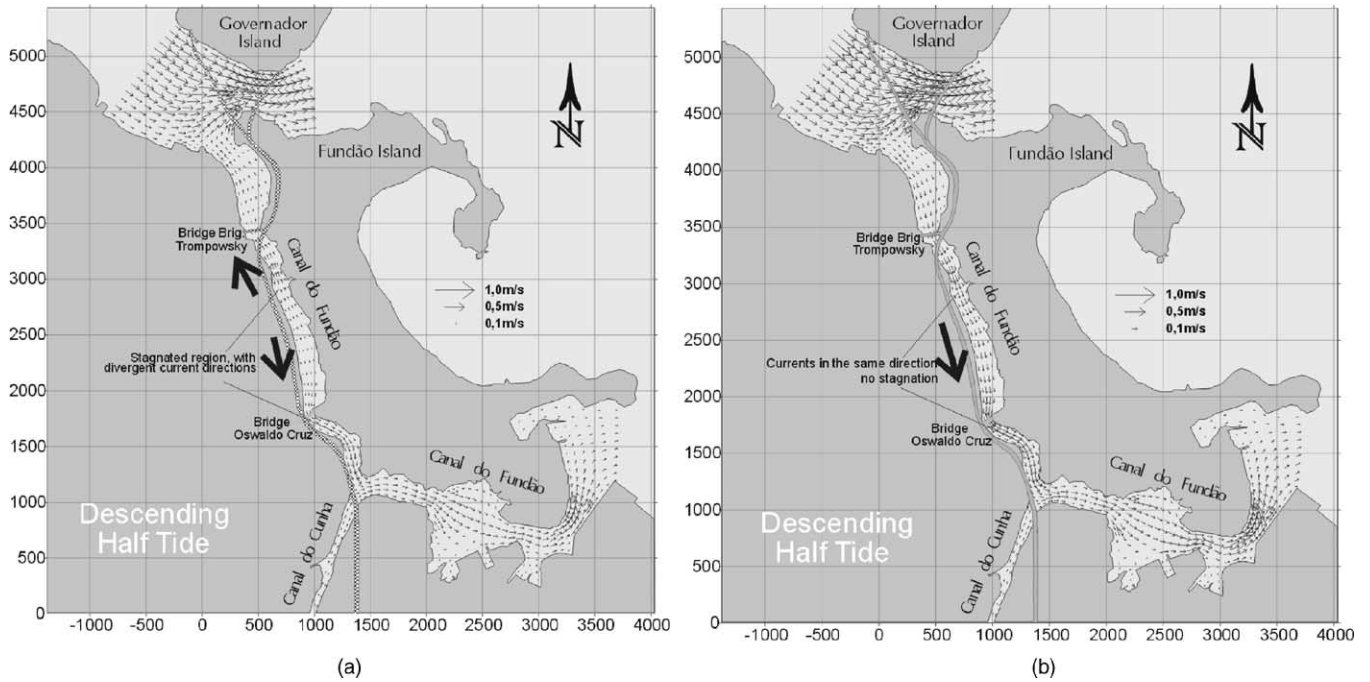 Governador
Island
5000
4500
4000
3500
3000
2500
2000
1500
1000
500
0
N
Fundão Island
Bridge Brig.
Trompowsky
Canal do Fundão
1,0m/s
0,5m/s
0,1m/s
Stagnated region, with
divergent current directions
Bridge
Oswaldo Cruz
Canal do Fundão
Canal do Cunha
Descending
Half Tide
-1000 -500 0 500 1000 1500 2000 2500 3000 3500 4000
(a)
Governador
Island
5000
4500
4000
3500
3000
2500
2000
1500
1000
500
0
N
Fundão Island
Bridge Brig.
Trompowsky
Canal do Fundão
1,0m/s
0,5m/s
0,1m/s
Currents in the same direction
no stagnation
Bridge
Oswaldo Cruz
Canal do Fundão
Canal do Cunha
Descending
Half Tide
-1000 -500 0 500 1000 1500 2000 2500 3000 3500 4000
(b)